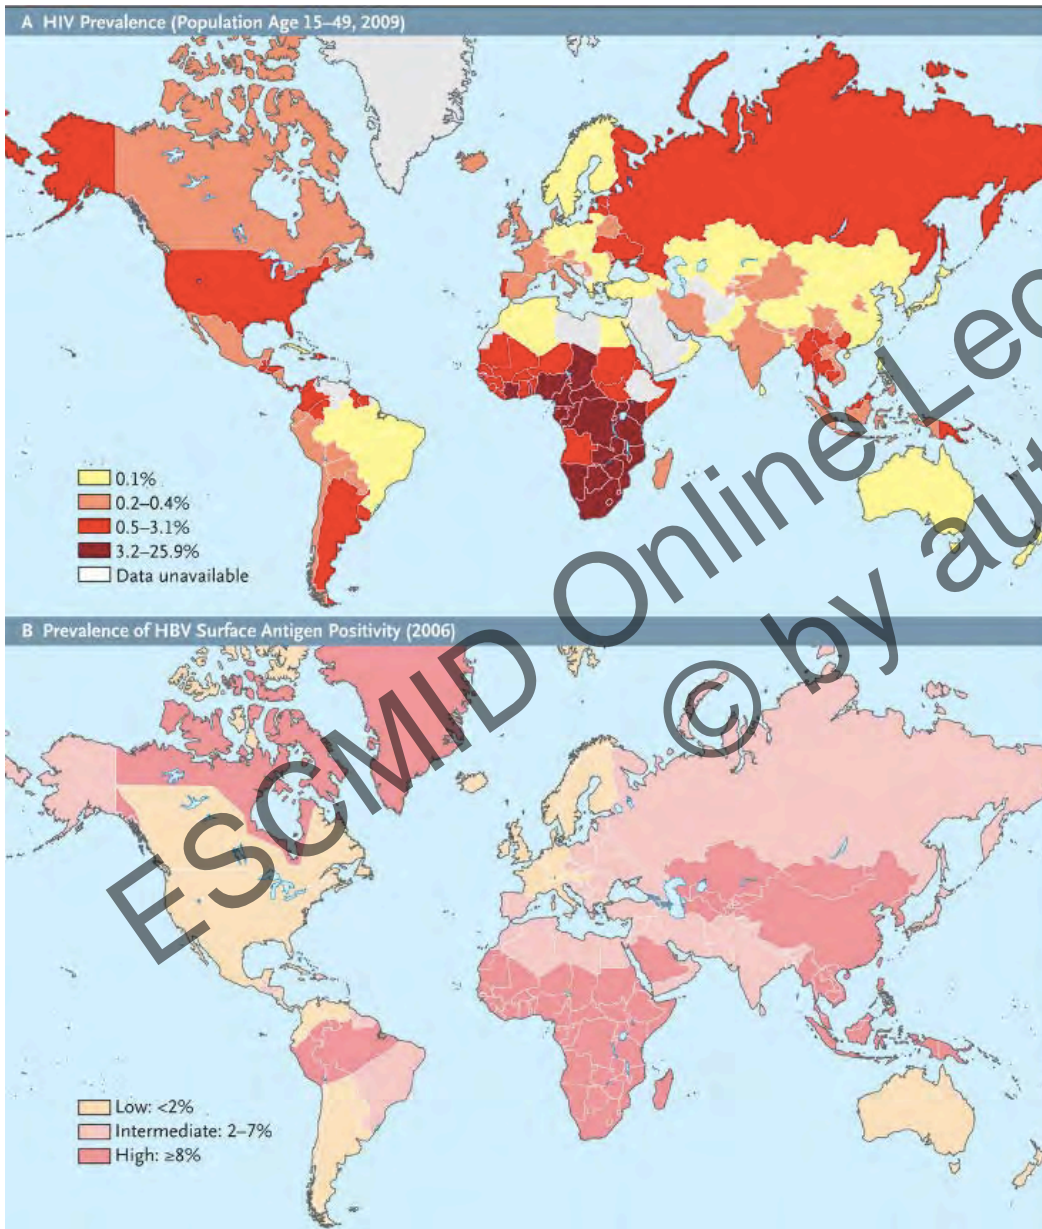 A HIV Prevalence (Population Age 15–49, 2009)
0.1%
0.2–0.4%
0.5–3.1%
3.2–25.9%
Data unavailable
B Prevalence of HBV Surface Antigen Positivity (2006)
Low: <2%
Intermediate: 2–7%
High: ≥8%
ESCMID Online Lec
© by aut